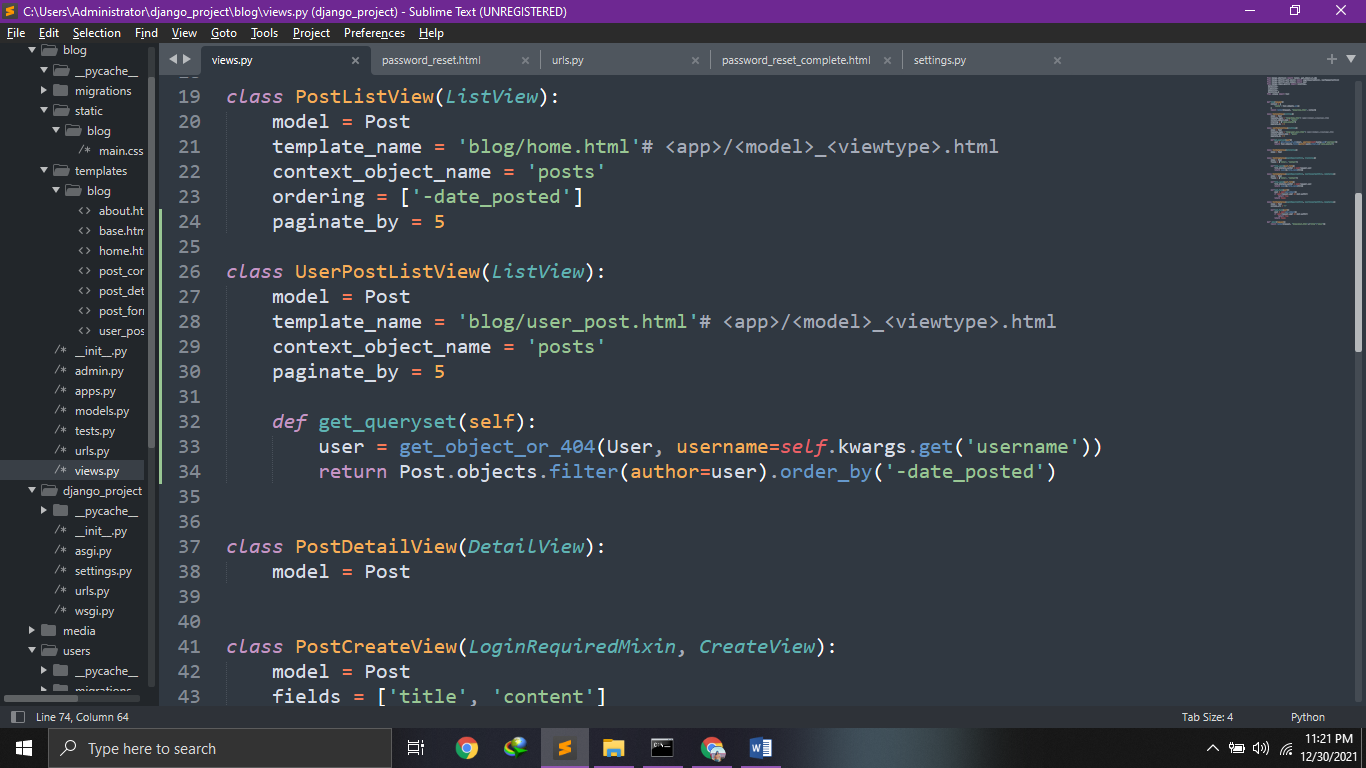 C:\Users\Administrator\django_project\blog\views.py (django_project) - Sublime Text (UNREGISTERED)
File Edit Selection Find View Goto Tools Project Preferences Help
blog
__pycache__
migrations
static
blog
main.css
templates
blog
about.ht
base.htm
home.ht
post_cor
post_det
post_for
user_pos
__init__.py
admin.py
apps.py
models.py
tests.py
urls.py
views.py
django_project
__pycache__
__init__.py
asgi.py
settings.py
urls.py
wsgi.py
media
users
__pycache__
migrations
views.py password_reset.html urls.py password_reset_complete.html settings.py
19 class PostListView(ListView):
20     model = Post
21     template_name = 'blog/home.html'# <app>/<model>_<viewtype>.html
22     context_object_name = 'posts'
23     ordering = ['-date_posted']
24     paginate_by = 5
25
26 class UserPostListView(ListView):
27     model = Post
28     template_name = 'blog/user_post.html'# <app>/<model>_<viewtype>.html
29     context_object_name = 'posts'
30     paginate_by = 5
31
32     def get_queryset(self):
33         user = get_object_or_404(User, username=self.kwargs.get('username'))
34         return Post.objects.filter(author=user).order_by('-date_posted')
35
36
37 class PostDetailView(DetailView):
38     model = Post
39
40
41 class PostCreateView(LoginRequiredMixin, CreateView):
42     model = Post
43     fields = ['title', 'content']
Line 74, Column 64 Tab Size: 4 Python
Type here to search
11:21 PM
12/30/2021